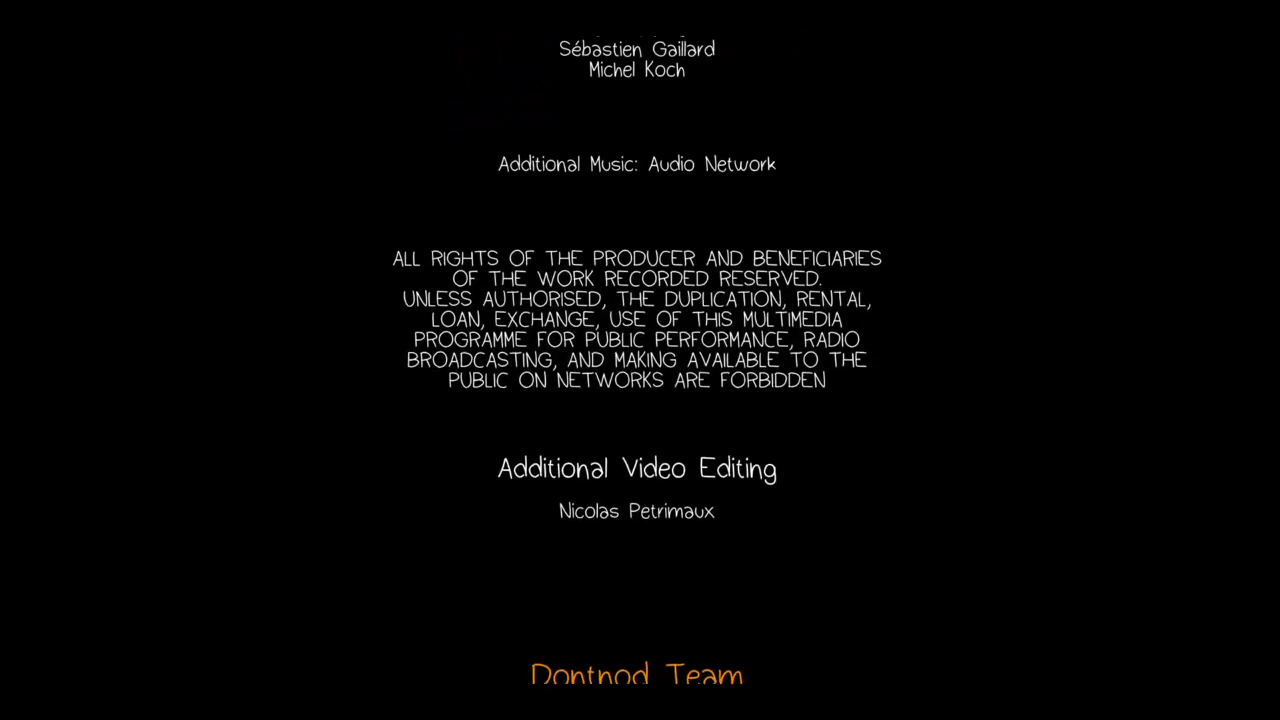 Sébastien Gaillard
Michel Koch
Additional Music: Audio Network
ALL RIGHTS OF THE PRODUCER AND BENEFICIARIES
OF THE WORK RECORDED RESERVED.
UNLESS AUTHORISED, THE DUPLICATION, RENTAL,
LOAN, EXCHANGE, USE OF THIS MULTIMEDIA
PROGRAMME FOR PUBLIC PERFORMANCE, RADIO
BROADCASTING, AND MAKING AVAILABLE TO THE
PUBLIC ON NETWORKS ARE FORBIDDEN
Additional Video Editing
Nicolas Petrimaux
Dontnod Team